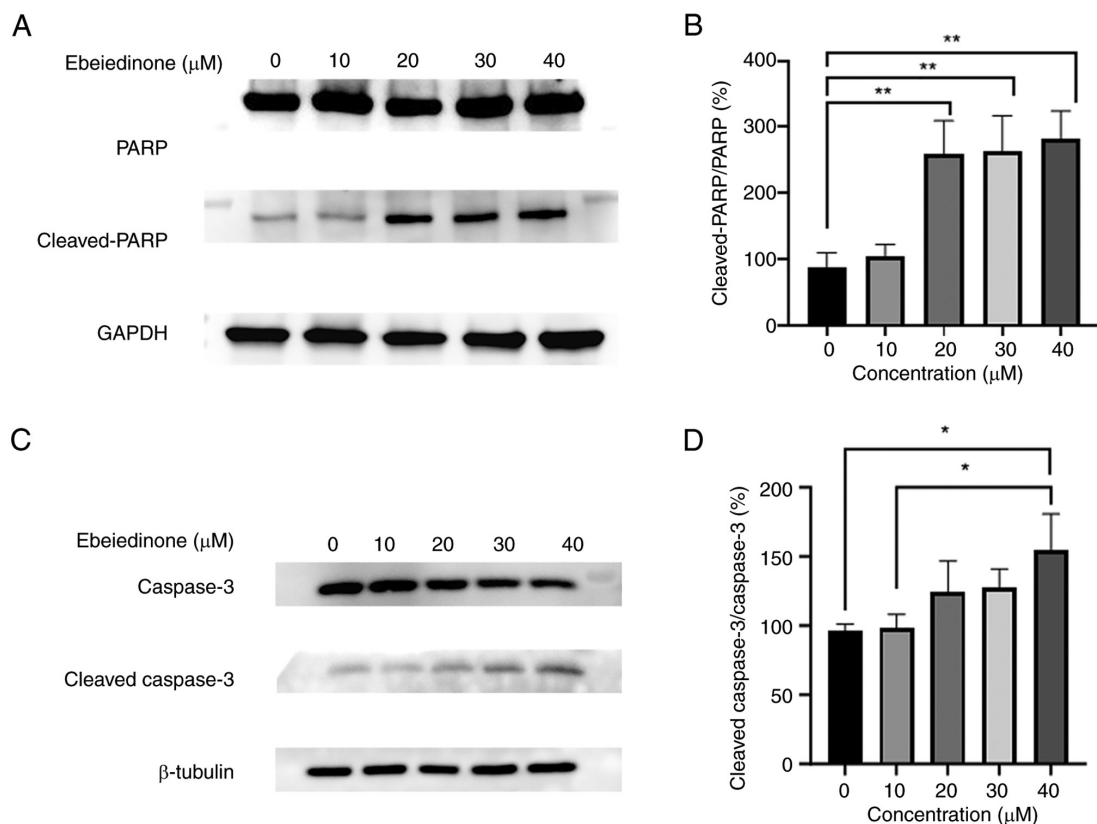 A
Ebeiedinone (μM) 0 10 20 30 40
PARP
Cleaved-PARP
GAPDH
B
** 
**
**
Cleaved-PARP/PARP (%)
400
300
200
100
0
0 10 20 30 40
Concentration (μM)
C
Ebeiedinone (μM) 0 10 20 30 40
Caspase-3
Cleaved caspase-3
β-tubulin
D
*
*
Cleaved caspase-3/caspase-3 (%)
200
150
100
50
0
0 10 20 30 40
Concentration (μM)